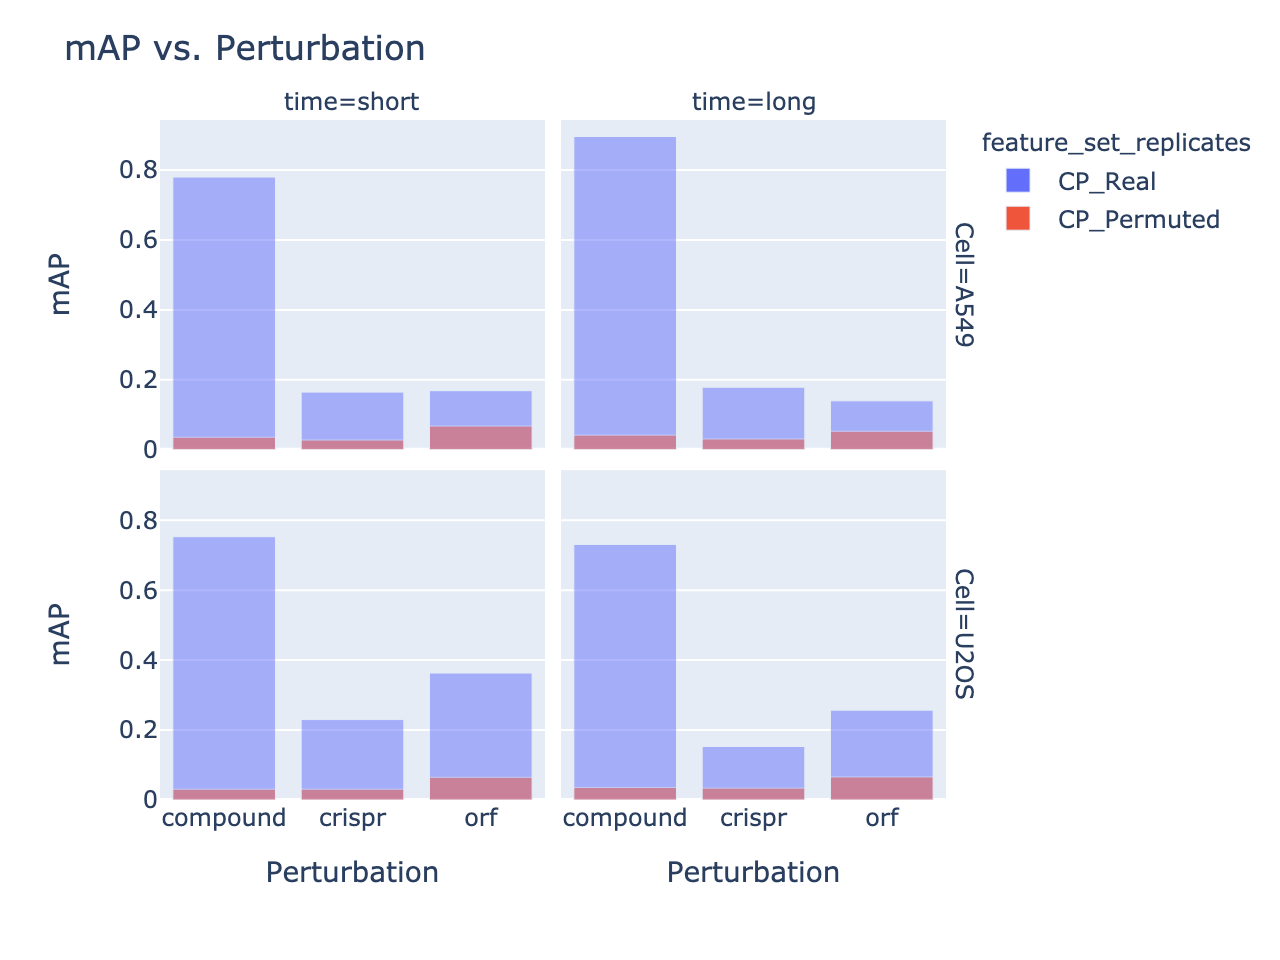 mAP vs. Perturbation
time=short
time=long
feature_set_replicates
CP_Real
CP_Permuted
mAP
0.8
0.6
0.4
0.2
0
Cell=A549
mAP
0.8
0.6
0.4
0.2
0
Cell=U2OS
compound crispr orf
compound crispr orf
Perturbation
Perturbation